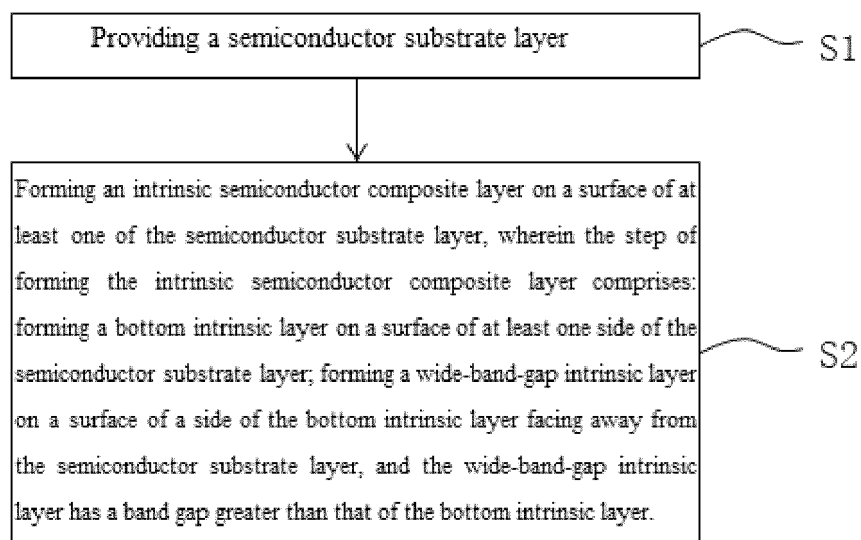 Providing a semiconductor substrate layer
S1
Forming an intrinsic semiconductor composite layer on a surface of at
least one of the semiconductor substrate layer, wherein the step of
forming the intrinsic semiconductor composite layer comprises:
forming a bottom intrinsic layer on a surface of at least one side of the
semiconductor substrate layer; forming a wide-band-gap intrinsic layer
on a surface of a side of the bottom intrinsic layer facing away from
the semiconductor substrate layer, and the wide-band-gap intrinsic
layer has a band gap greater than that of the bottom intrinsic layer.
S2